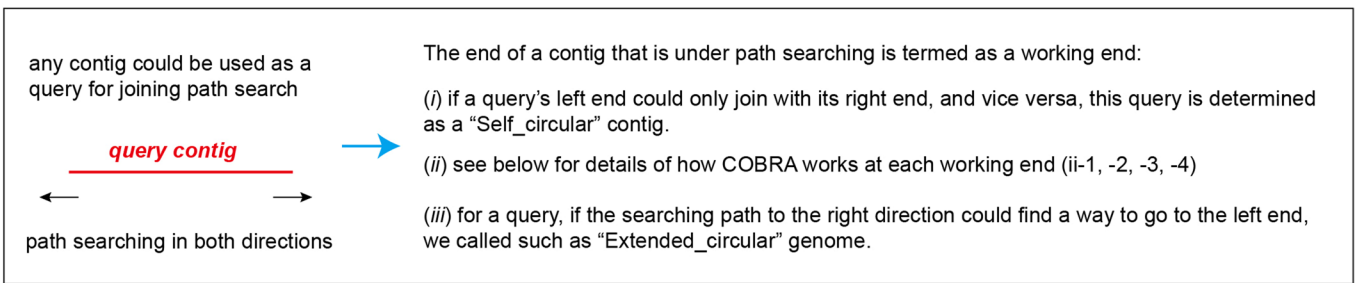 any contig could be used as a
query for joining path search
query contig
path searching in both directions
The end of a contig that is under path searching is termed as a working end:
(i) if a query's left end could only join with its right end, and vice versa, this query is determined
as a “Self_circular” contig.
(ii) see below for details of how COBRA works at each working end (ii-1, -2, -3, -4)
(iii) for a query, if the searching path to the right direction could find a way to go to the left end,
we called such as “Extended_circular” genome.